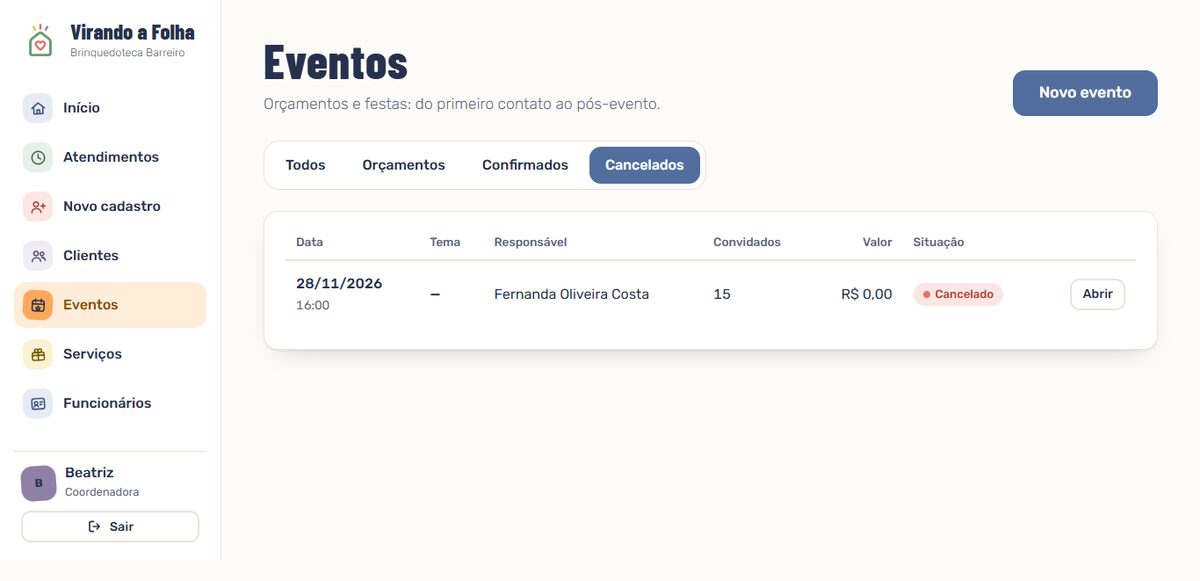 Virando a Folha
Brinquedoteca Barreiro
Início
Atendimentos
Novo cadastro
Clientes
Eventos
Serviços
Funcionários
B
Beatriz
Coordenadora
Sair
Eventos
Orçamentos e festas: do primeiro contato ao pós-evento.
Novo evento
Todos Orçamentos Confirmados Cancelados
Data Tema Responsável Convidados Valor Situação
28/11/2026
16:00
– Fernanda Oliveira Costa 15 R$ 0,00 Cancelado Abrir